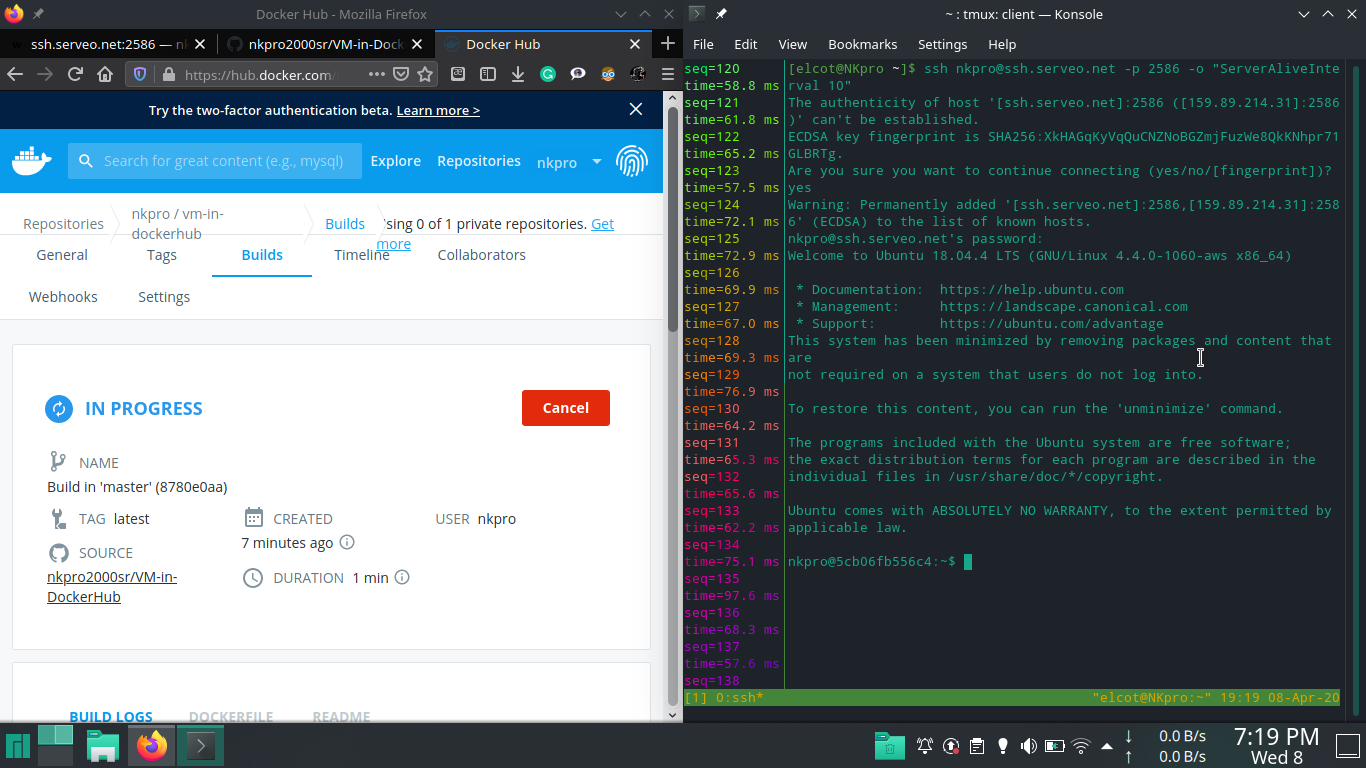 Docker Hub - Mozilla Firefox
ssh.serveo.net:2586 — nk
nkpro2000sr/VM-in-Dock
Docker Hub
https://hub.docker.com
Try the two-factor authentication beta. Learn more >
Search for great content (e.g., mysql)
Explore
Repositories
nkpro
Repositories
nkpro / vm-in-
dockerhub
Builds
sing 0 of 1 private repositories. Get
more
General
Tags
Builds
Timeline
Collaborators
Webhooks
Settings
IN PROGRESS
Cancel
NAME
Build in 'master' (8780e0aa)
TAG latest
CREATED
7 minutes ago
USER nkpro
SOURCE
nkpro2000sr/VM-in-
DockerHub
DURATION 1 min
BUILD LOGS
DOCKERFILE
README
~ : tmux: client — Konsole
File Edit View Bookmarks Settings Help
seq=120
time=58.8 ms
seq=121
time=61.8 ms
seq=122
time=65.2 ms
seq=123
time=57.5 ms
seq=124
time=72.1 ms
seq=125
time=72.9 ms
seq=126
time=69.9 ms
seq=127
time=67.0 ms
seq=128
time=69.3 ms
seq=129
time=76.9 ms
seq=130
time=64.2 ms
seq=131
time=65.3 ms
seq=132
time=65.6 ms
seq=133
time=62.2 ms
seq=134
time=75.1 ms
seq=135
time=97.6 ms
seq=136
time=68.3 ms
seq=137
time=57.6 ms
seq=138
[elcot@NKpro ~]$ ssh nkpro@ssh.serveo.net -p 2586 -o "ServerAliveInte
rval 10"
The authenticity of host '[ssh.serveo.net]:2586 ([159.89.214.31]:2586
)' can't be established.
ECDSA key fingerprint is SHA256:XkHAGqKyVqQuCNZNoBGZmjFuzWe8QkKNhpr71
GLBRTg.
Are you sure you want to continue connecting (yes/no/[fingerprint])?
yes
Warning: Permanently added '[ssh.serveo.net]:2586,[159.89.214.31]:258
6' (ECDSA) to the list of known hosts.
nkpro@ssh.serveo.net's password:
Welcome to Ubuntu 18.04.4 LTS (GNU/Linux 4.4.0-1060-aws x86_64)
* Documentation:  https://help.ubuntu.com
* Management:     https://landscape.canonical.com
* Support:        https://ubuntu.com/advantage
This system has been minimized by removing packages and content that
are
not required on a system that users do not log into.
To restore this content, you can run the 'unminimize' command.
The programs included with the Ubuntu system are free software;
the exact distribution terms for each program are described in the
individual files in /usr/share/doc/*/copyright.
Ubuntu comes with ABSOLUTELY NO WARRANTY, to the extent permitted by
applicable law.
nkpro@5cb06fb556c4:~$
[1] 0:ssh*
"elcot@NKpro:~" 19:19 08-Apr-20
0.0 B/s
0.0 B/s
7:19 PM
Wed 8